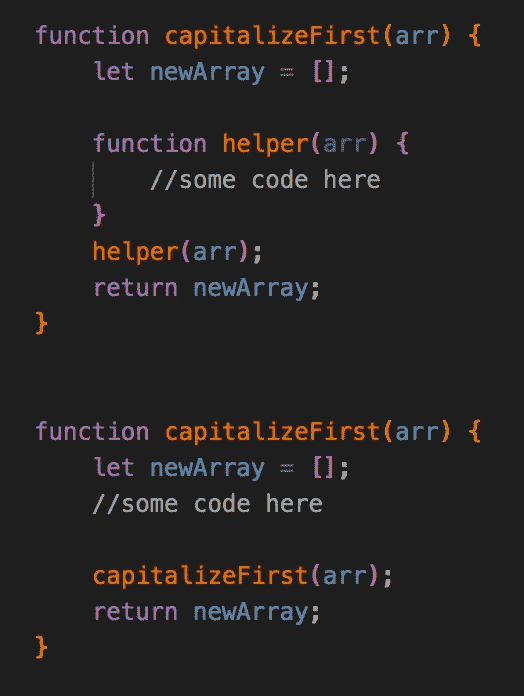 function capitalizeFirst(arr) {
    let newArray = [];
    function helper(arr) {
        //some code here
    }
    helper(arr);
    return newArray;
}
function capitalizeFirst(arr) {
    let newArray = [];
    //some code here
    capitalizeFirst(arr);
    return newArray;
}